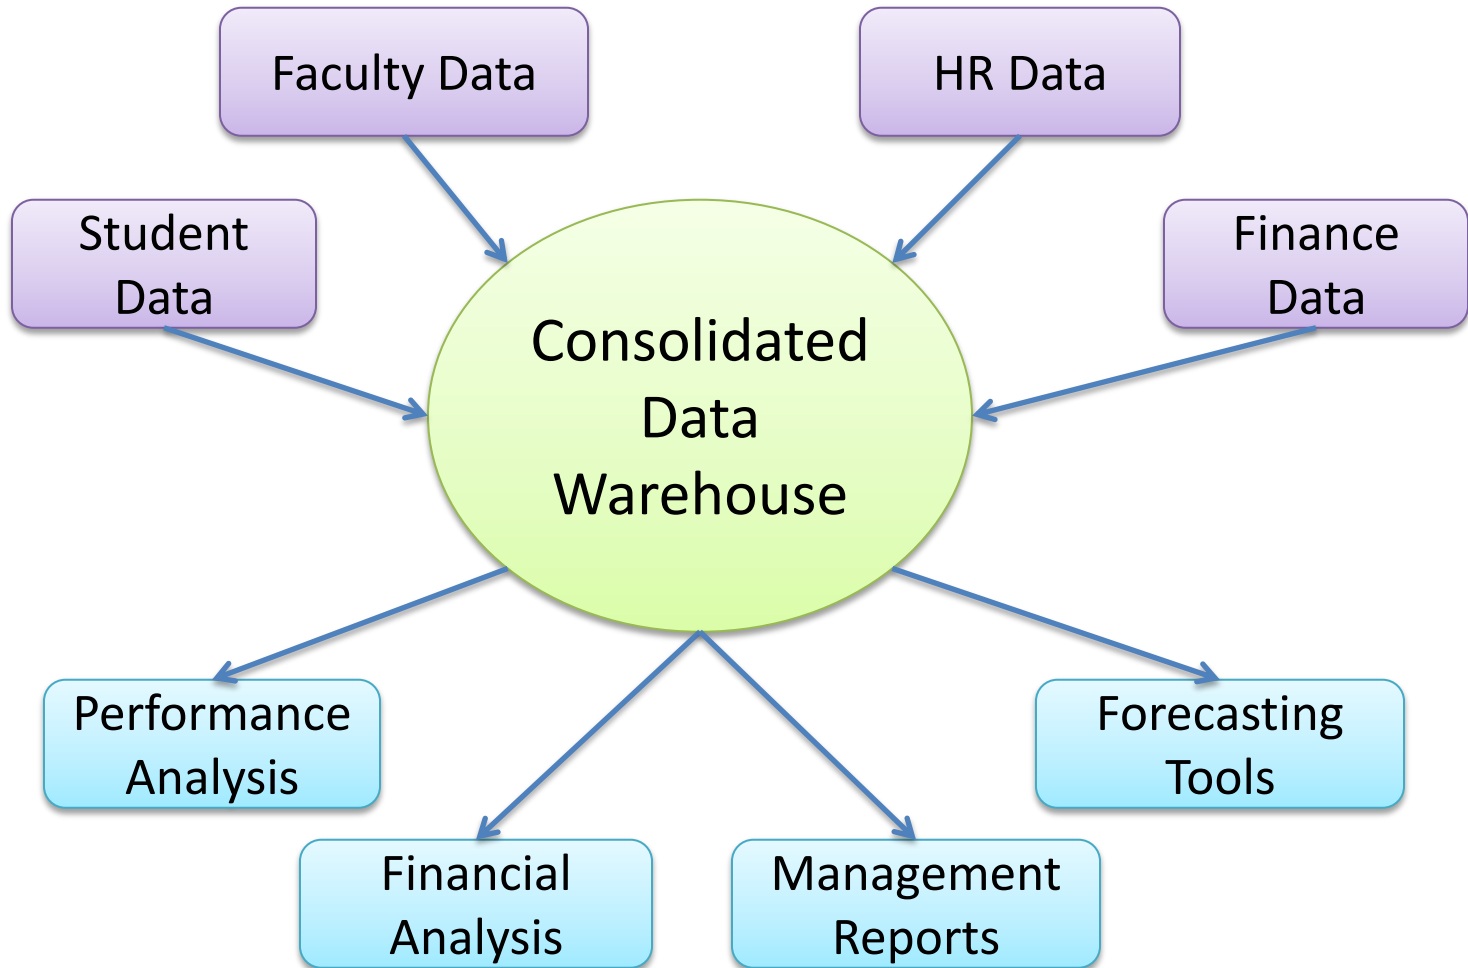 Faculty Data
HR Data
Student
Data
Finance
Data
Consolidated
Data
Warehouse
Performance
Analysis
Forecasting
Tools
Financial
Analysis
Management
Reports